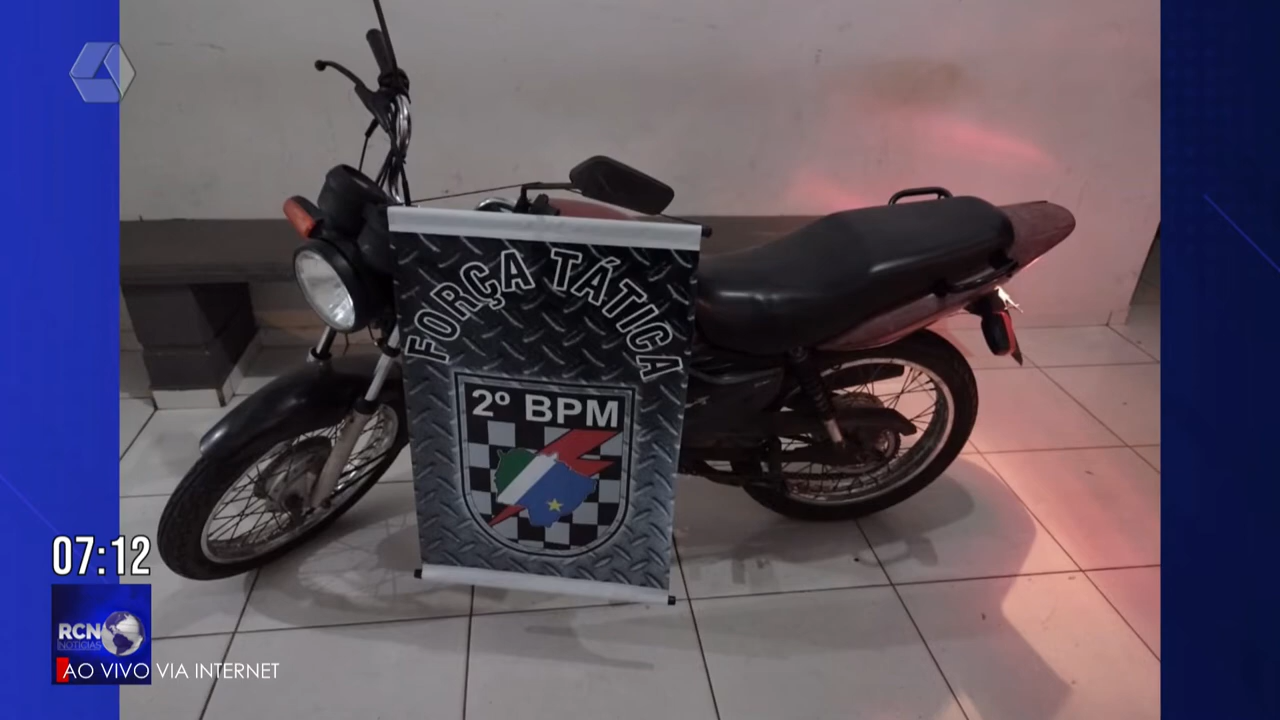 FORÇA TÁTICA
2º BPM
07:12
RCN
NOTÍCIAS
AO VIVO VIA INTERNET